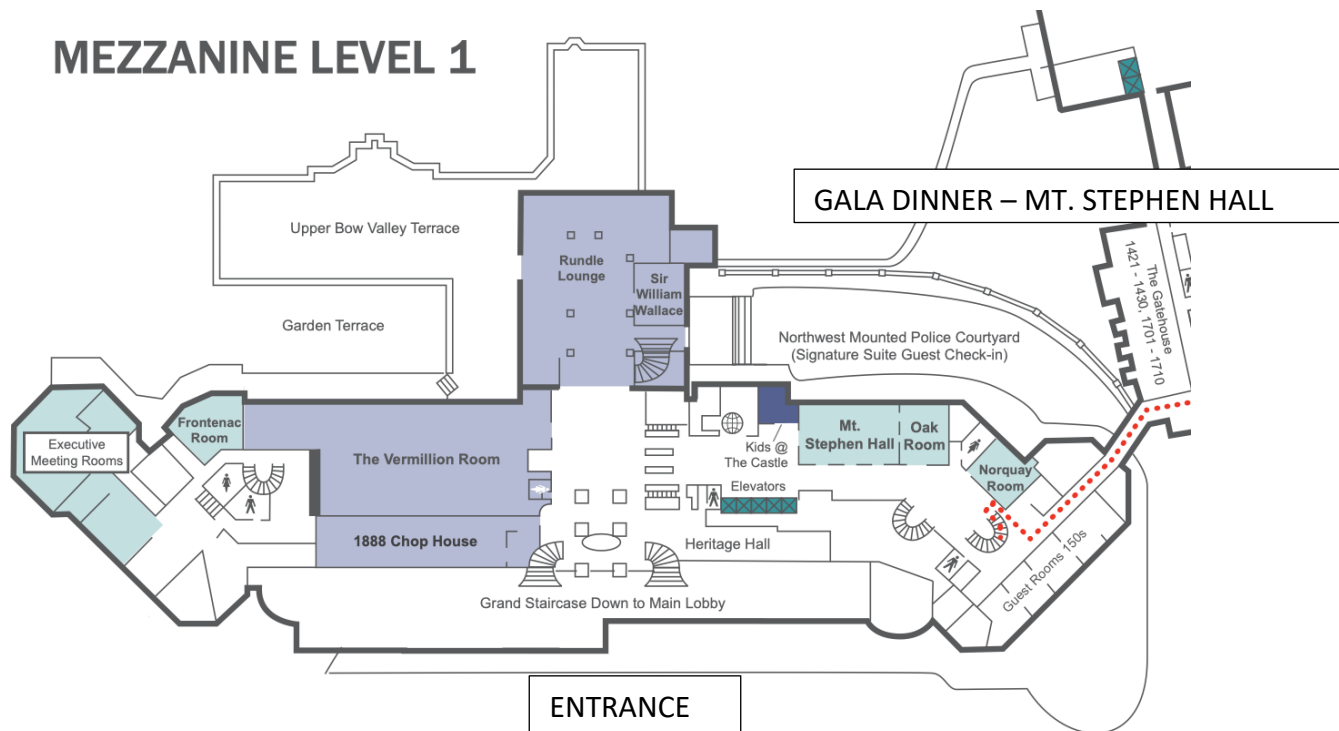 MEZZANINE LEVEL 1
GALA DINNER – MT. STEPHEN HALL
Upper Bow Valley Terrace
Rundle
Lounge
Sir
William
Wallace
The Gatehouse
1421 - 1430, 1701 - 1710
Garden Terrace
Northwest Mounted Police Courtyard
(Signature Suite Guest Check-in)
Frontenac
Room
Executive
Meeting Rooms
The Vermillion Room
Kids @
The Castle
Elevators
Mt.
Stephen Hall
Oak
Room
Norquay
Room
1888 Chop House
Heritage Hall
Guest Rooms 150s
Grand Staircase Down to Main Lobby
ENTRANCE